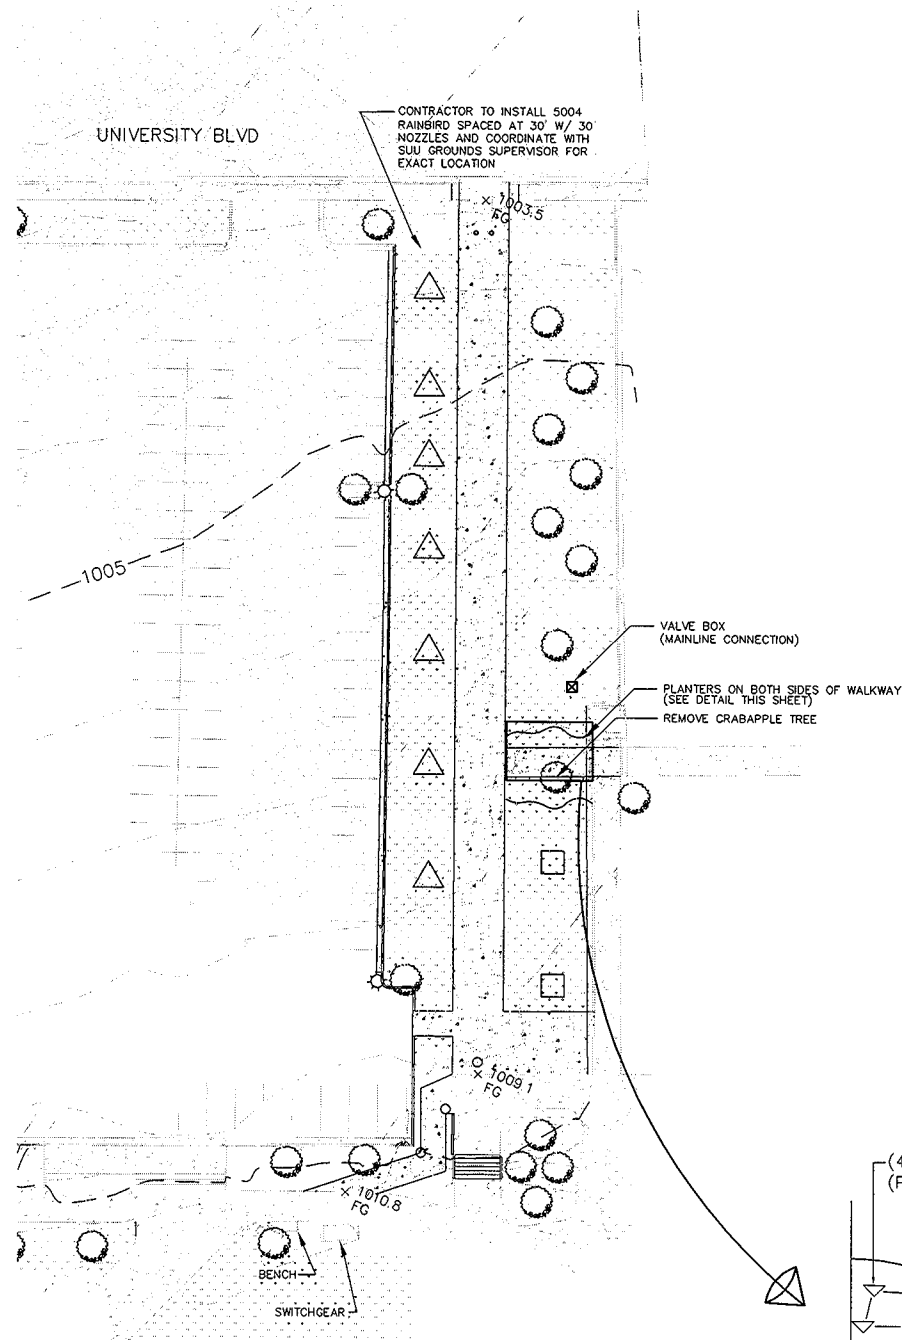 UNIVERSITY BLVD
CONTRACTOR TO INSTALL 5004
RAINBIRD SPACED AT 30' W/ 30'
NOZZLES AND COORDINATE WITH
SUU GROUNDS SUPERVISOR FOR
EXACT LOCATION
1003.5
FG
1005
VALVE BOX
(MAINLINE CONNECTION)
PLANTERS ON BOTH SIDES OF WALKWAY
(SEE DETAIL THIS SHEET)
REMOVE CRABAPPLE TREE
1009.1
FG
1010.8
FG
BENCH
SWITCHGEAR
(4
(F